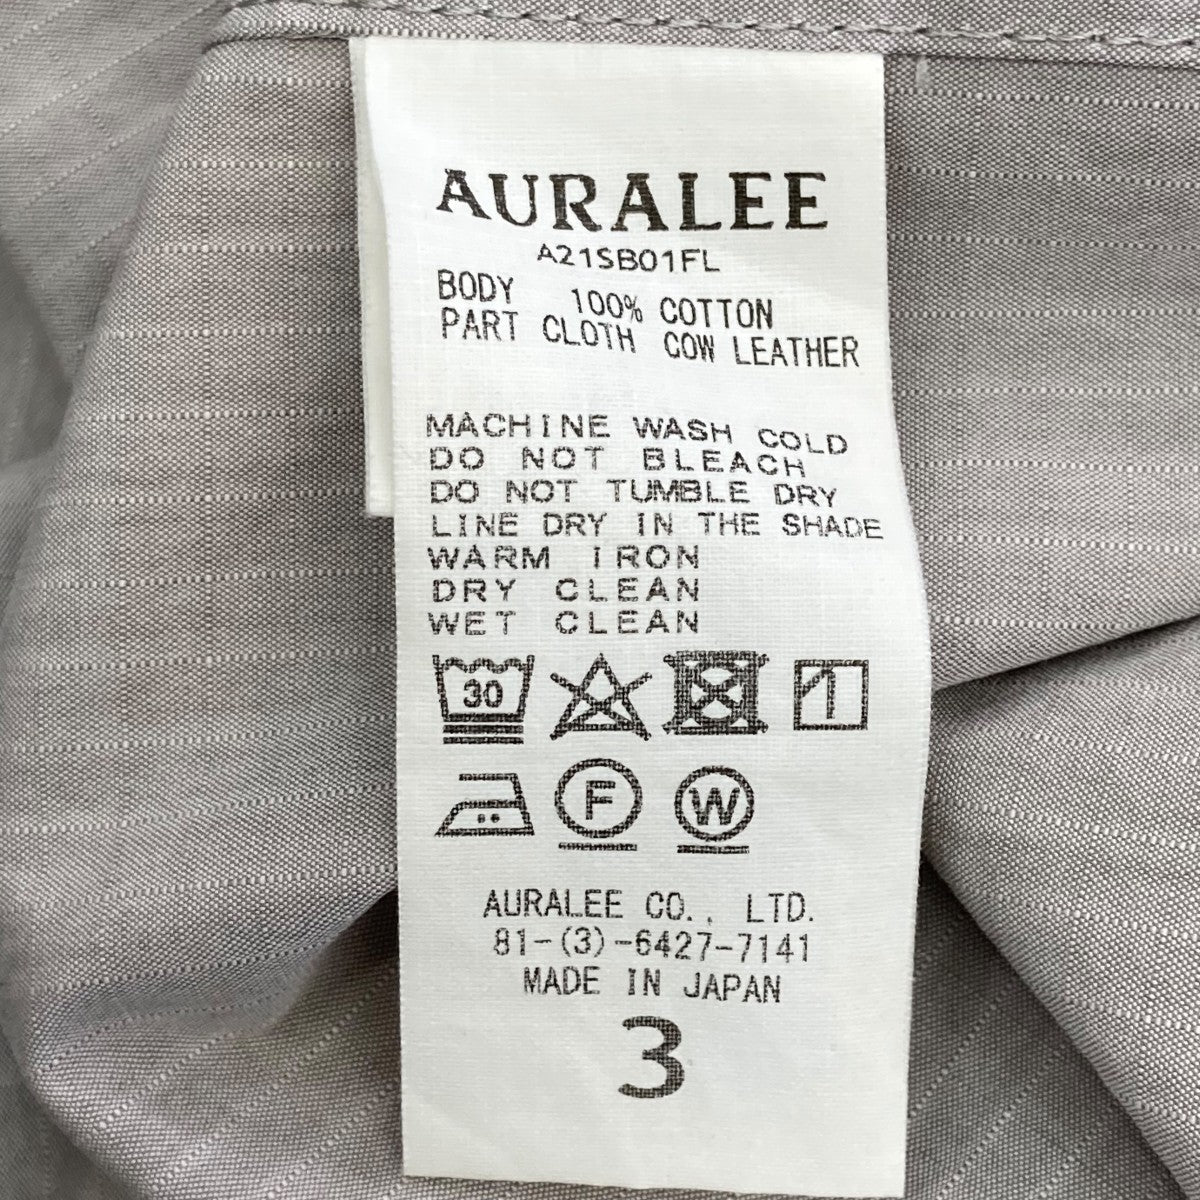 AURALEE
A21SB01FL
BODY 100% COTTON
PART CLOTH COW LEATHER
MACHINE WASH COLD
DO NOT BLEACH
DO NOT TUMBLE DRY
LINE DRY IN THE SHADE
WARM IRON
DRY CLEAN
WET CLEAN
30
F W
AURALEE CO., LTD.
81-(3)-6427-7141
MADE IN JAPAN
3